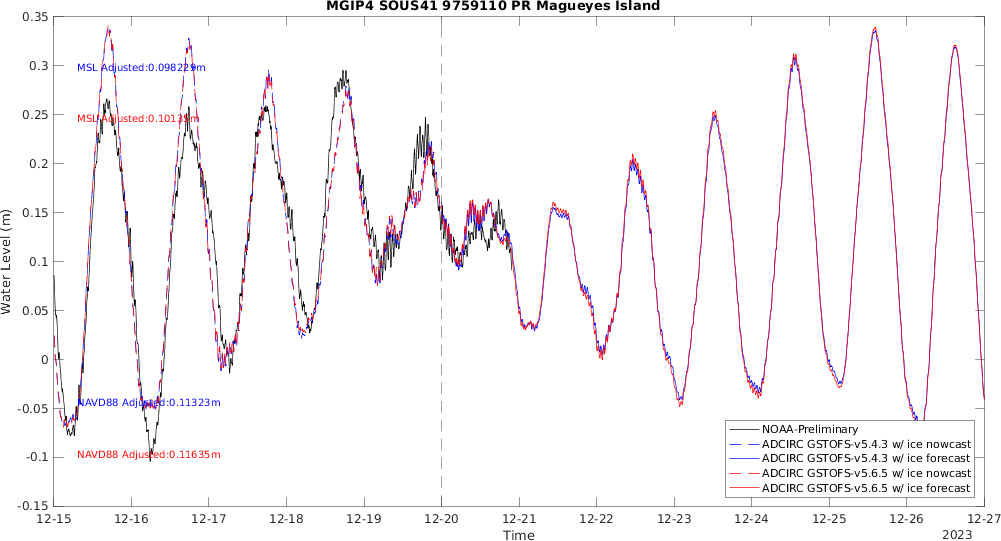 MGIP4 SOUS41 9759110 PR Magueyes Island
0.35
0.3
0.25
0.2
0.15
0.1
0.05
0
-0.05
-0.1
-0.15
Water Level (m)
MSL Adjusted:0.098229m
MSL Adjusted:0.10135m
NAVD88 Adjusted:0.11323m
NAVD88 Adjusted:0.11635m
NOAA-Preliminary
ADCIRC GSTOFS-v5.4.3 w/ ice nowcast
ADCIRC GSTOFS-v5.4.3 w/ ice forecast
ADCIRC GSTOFS-v5.6.5 w/ ice nowcast
ADCIRC GSTOFS-v5.6.5 w/ ice forecast
12-15 12-16 12-17 12-18 12-19 12-20 12-21 12-22 12-23 12-24 12-25 12-26 12-27
Time
2023